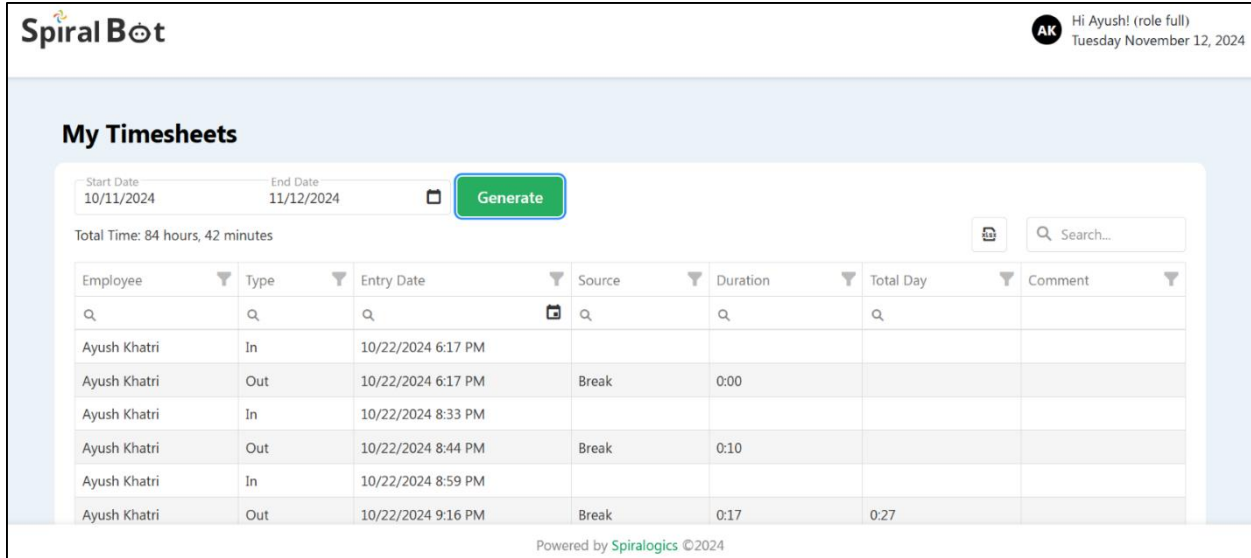 Spiral Bot
AK
Hi Ayush! (role full)
Tuesday November 12, 2024
My Timesheets
Start Date End Date
10/11/2024 11/12/2024 Generate
Total Time: 84 hours, 42 minutes
XLSX Search...
Employee Type Entry Date Source Duration Total Day Comment
Ayush Khatri In 10/22/2024 6:17 PM
Ayush Khatri Out 10/22/2024 6:17 PM Break 0:00
Ayush Khatri In 10/22/2024 8:33 PM
Ayush Khatri Out 10/22/2024 8:44 PM Break 0:10
Ayush Khatri In 10/22/2024 8:59 PM
Ayush Khatri Out 10/22/2024 9:16 PM Break 0:17 0:27
Powered by Spiralogics ©2024